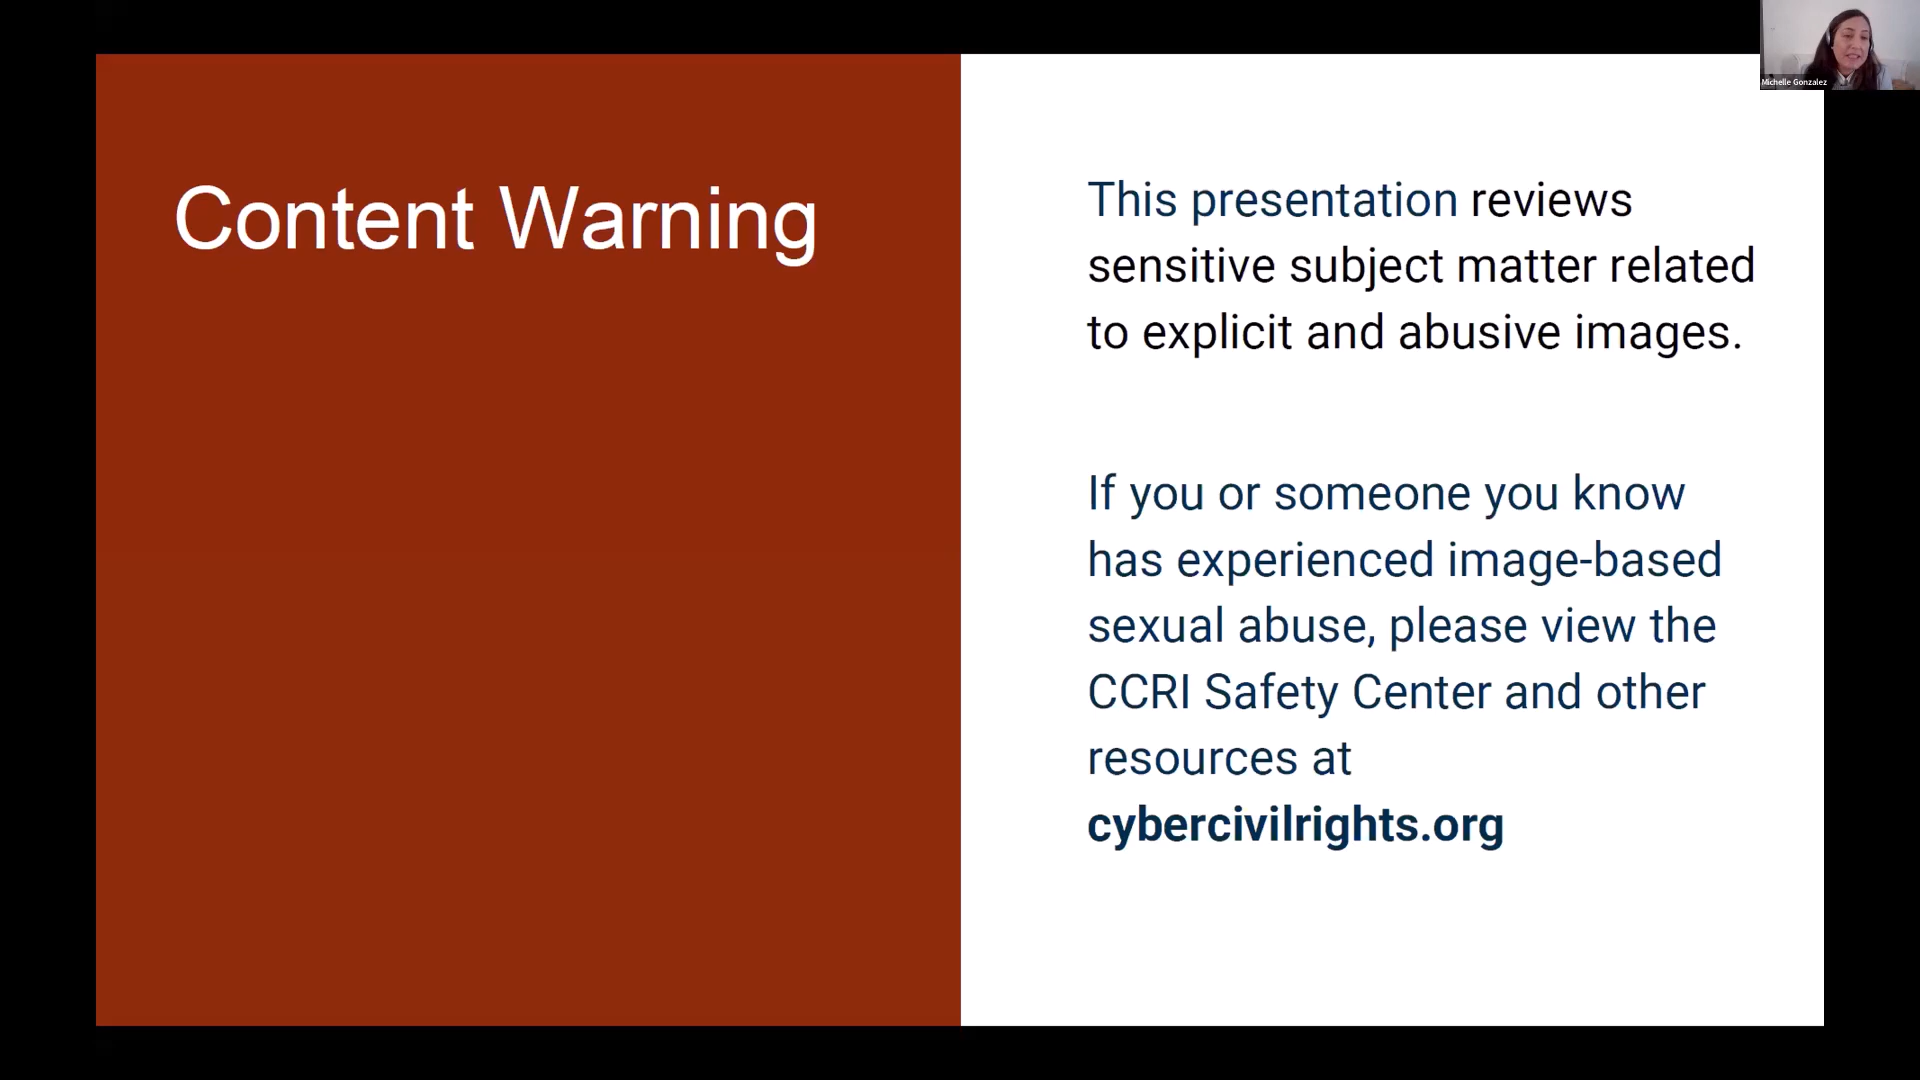 Content Warning
This presentation reviews
sensitive subject matter related
to explicit and abusive images.
If you or someone you know
has experienced image-based
sexual abuse, please view the
CCRI Safety Center and other
resources at
cybercivilrights.org
Michelle Gonzalez